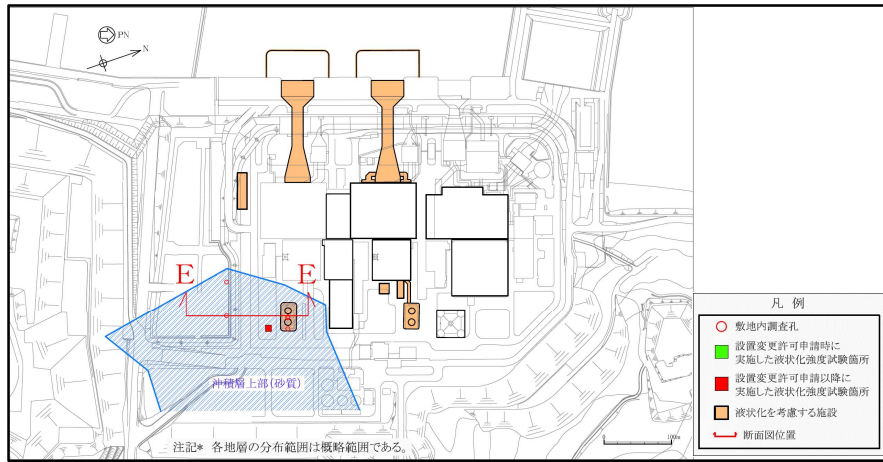 PN
N
E
E
沖積層上部(砂質)
注記* 各地層の分布範囲は概略範囲である。
0
100m
凡 例
敷地内調査孔
設置変更許可申請時に
実施した液状化強度試験箇所
設置変更許可申請以降に
実施した液状化強度試験箇所
液状化を考慮する施設
断面図位置